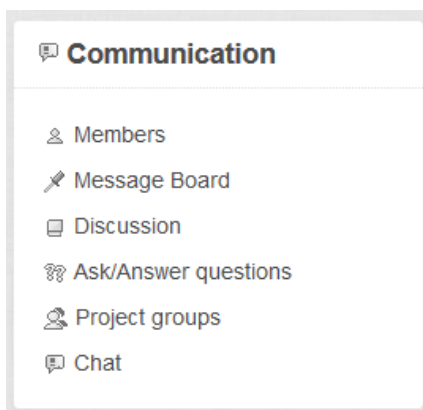 Communication
Members
Message Board
Discussion
Ask/Answer questions
Project groups
Chat